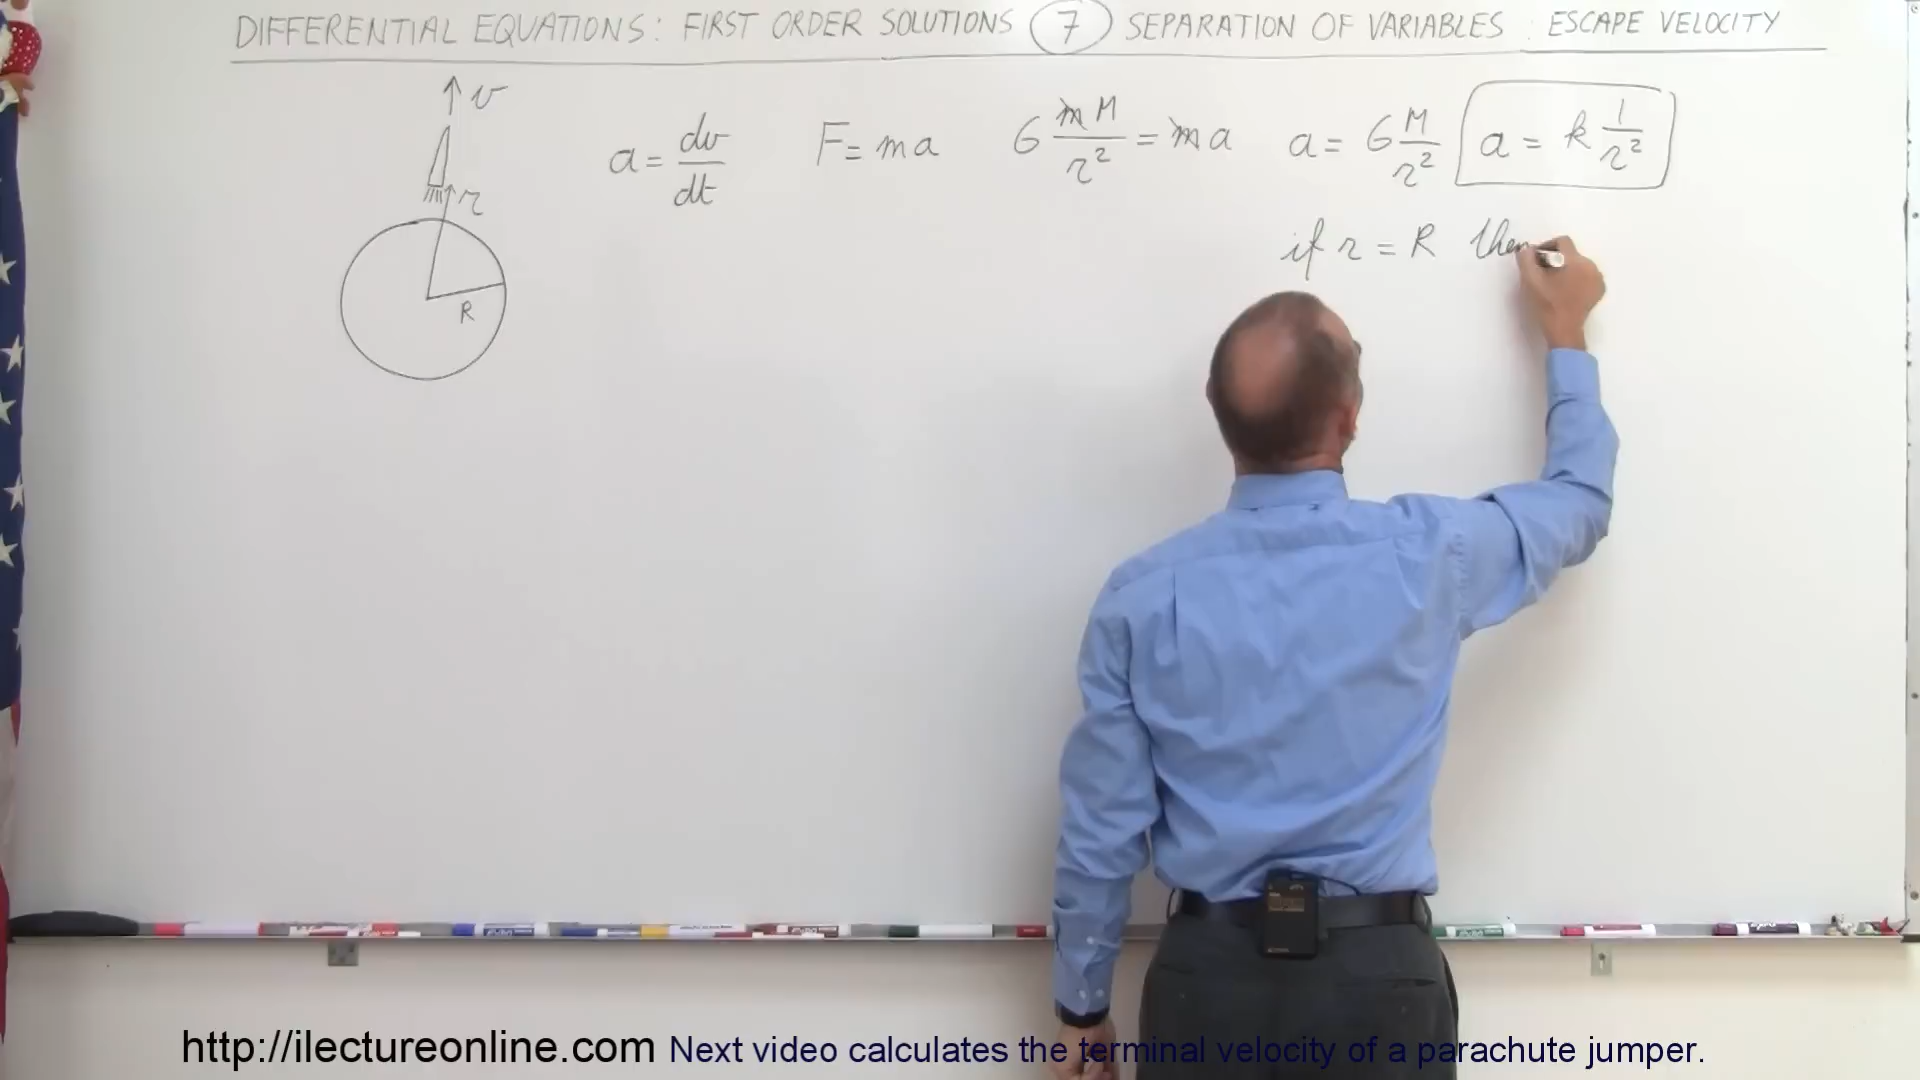 DIFFERENTIAL EQUATIONS: FIRST ORDER SOLUTIONS 7 SEPARATION OF VARIABLES : ESCAPE VELOCITY
v
a = dv/dt F = ma G mM/r² = ma a = G M/r² a = k 1/r²
r
if r = R then
R
http://ilectureonline.com Next video calculates the terminal velocity of a parachute jumper.